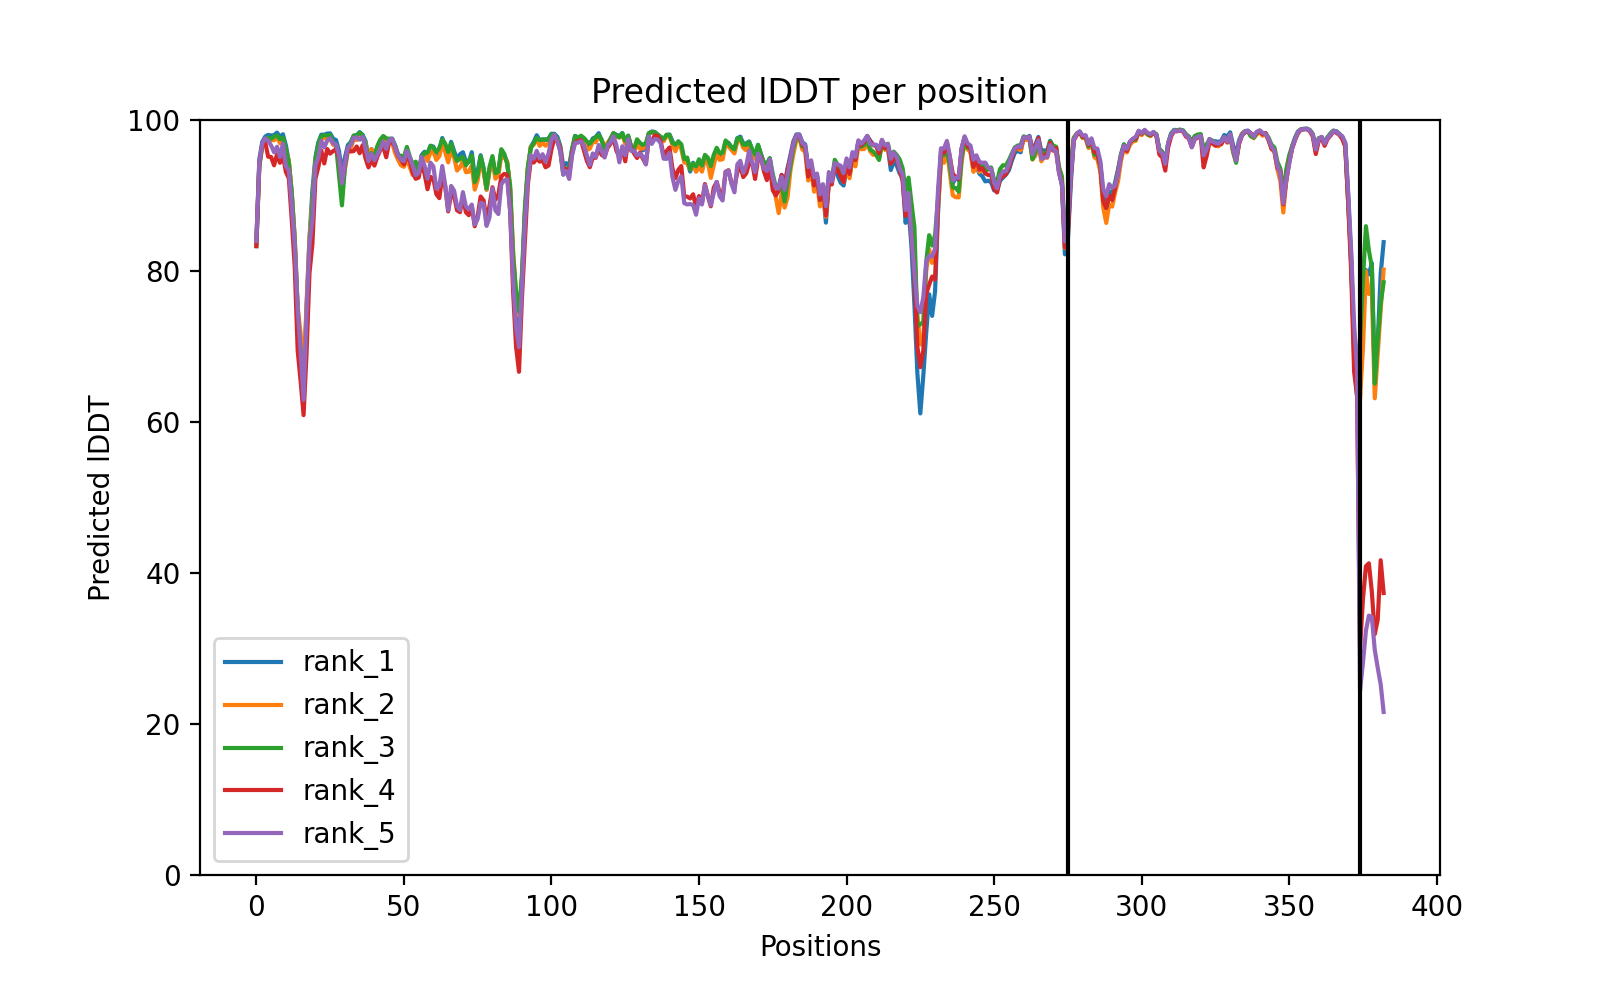 Predicted lDDT per position
100
80
60
40
20
0
Predicted lDDT
rank_1
rank_2
rank_3
rank_4
rank_5
0 50 100 150 200 250 300 350 400
Positions